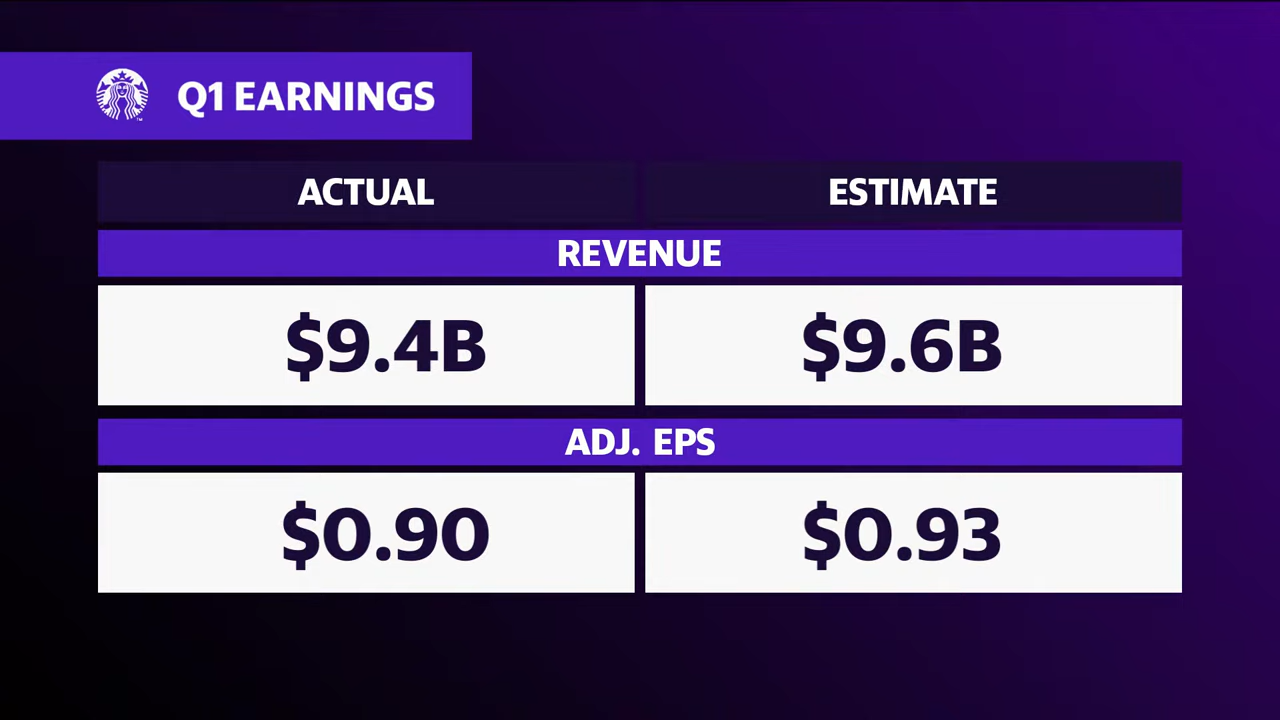 Q1 EARNINGS
ACTUAL ESTIMATE
REVENUE
$9.4B $9.6B
ADJ. EPS
$0.90 $0.93